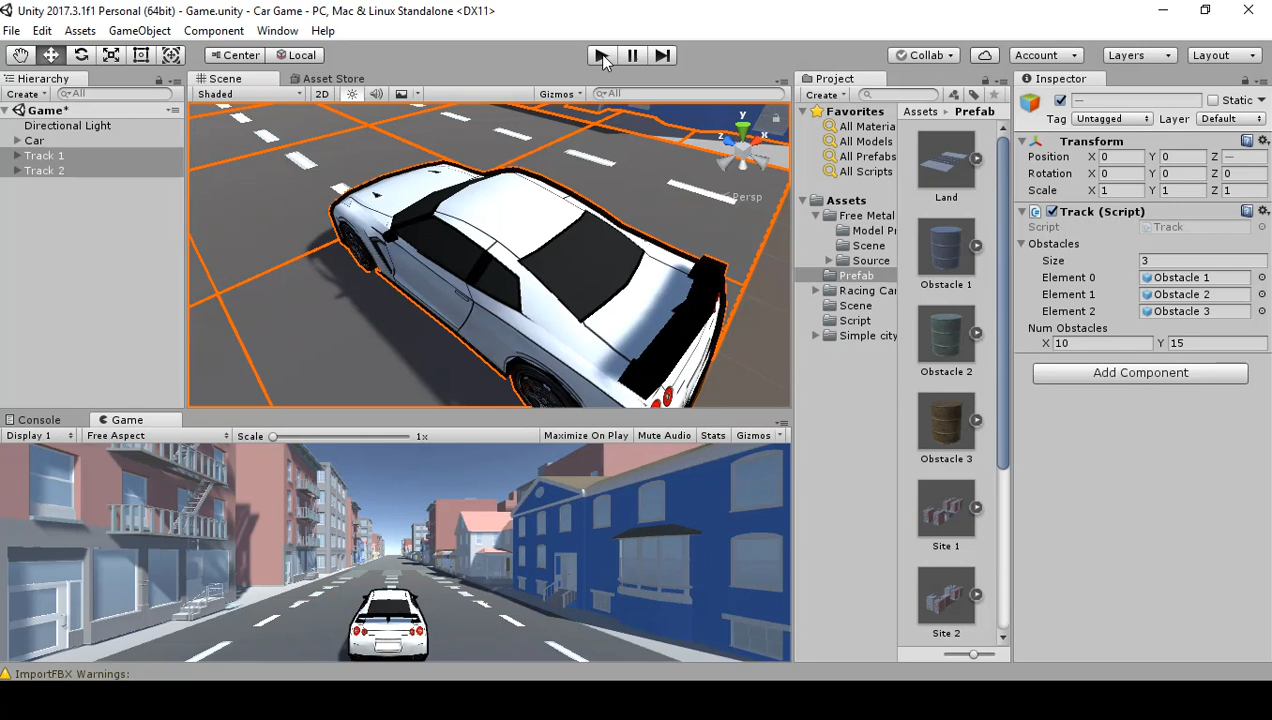 Unity 2017.3.1f1 Personal (64bit) - Game.unity - Car Game - PC, Mac & Linux Standalone <DX11>
File Edit Assets GameObject Component Window Help
Center Local Collab Account Layers Layout
Hierarchy Scene Asset Store Project Inspector
Create All Shaded 2D Gizmos All Create
Game*
Directional Light
Car
Track 1
Track 2
y
x
z
Persp
Console Game
Display 1 Free Aspect Scale 1x Maximize On Play Mute Audio Stats Gizmos
Favorites
All Materia
All Models
All Prefabs
All Scripts
Assets
Free Metal
Model Pr
Scene
Source
Prefab
Racing Car
Scene
Script
Simple city
Assets Prefab
Land
Obstacle 1
Obstacle 2
Obstacle 3
Site 1
Site 2
— Static
Tag Untagged Layer Default
Transform
Position X 0 Y 0 Z —
Rotation X 0 Y 0 Z 0
Scale X 1 Y 1 Z 1
Track (Script)
Script Track
Obstacles
Size 3
Element 0 Obstacle 1
Element 1 Obstacle 2
Element 2 Obstacle 3
Num Obstacles
X 10 Y 15
Add Component
ImportFBX Warnings: